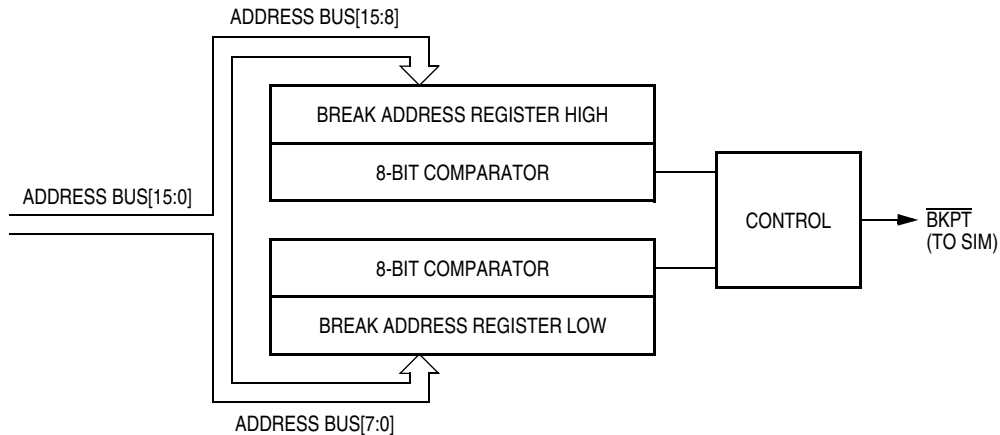 ADDRESS BUS[15:8]
BREAK ADDRESS REGISTER HIGH
8-BIT COMPARATOR
ADDRESS BUS[15:0]
CONTROL
BKPT
(TO SIM)
8-BIT COMPARATOR
BREAK ADDRESS REGISTER LOW
ADDRESS BUS[7:0]